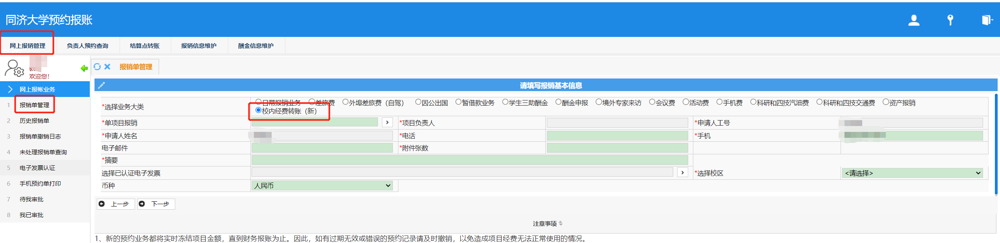 同济大学预约报账
网上报销管理 负责人预约查询 结算点转账 报销信息维护 酬金信息维护
欢迎您!
报销单管理
网上报帐业务
1 报销单管理
2 历史报销单
3 报销单撤销日志
4 未处理报销单查询
5 电子发票认证
6 手机预约单打印
7 待我审批
8 我已审批
请填写报销基本信息
*选择业务大类
日常报销业务 差旅费 外埠差旅费（自驾） 因公出国 暂借款业务 学生三助酬金 酬金申报 境外专家来访 会议费 活动费 手机费 科研和四技汽油费 科研和四技交通费 资产报销
校内经费转账（新）
*单项目报销 *项目负责人 *申请人工号
*申请人姓名 *电话 *手机
电子邮件 *附件张数
*摘要
选择已认证电子发票 *选择校区 <请选择>
币种 人民币
上一步 下一步
注意事项
1、新的预约业务都将实时冻结项目金额，直到财务报账为止。因此，如有过期无效或错误的预约记录请及时撤销，以免造成项目经费无法正常使用的情况。